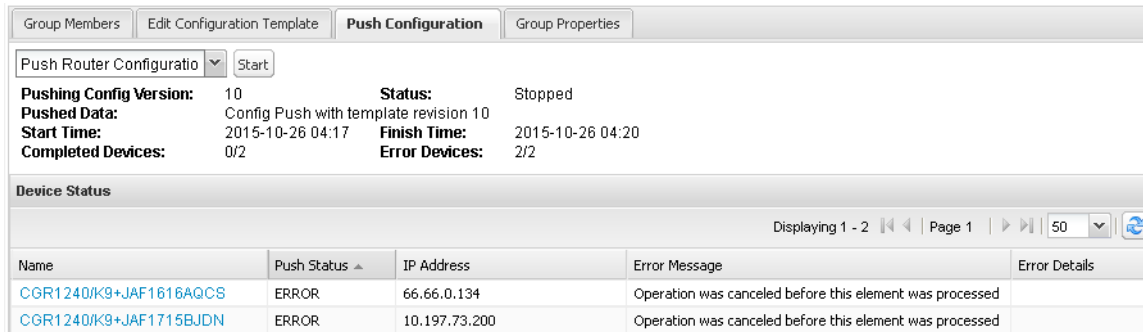 Group Members Edit Configuration Template Push Configuration Group Properties
Push Router Configuratio Start
Pushing Config Version: 10 Status: Stopped
Pushed Data: Config Push with template revision 10
Start Time: 2015-10-26 04:17 Finish Time: 2015-10-26 04:20
Completed Devices: 0/2 Error Devices: 2/2
Device Status
Displaying 1 - 2 Page 1 50
Name Push Status IP Address Error Message Error Details
CGR1240/K9+JAF1616AQCS ERROR 66.66.0.134 Operation was canceled before this element was processed
CGR1240/K9+JAF1715BJDN ERROR 10.197.73.200 Operation was canceled before this element was processed